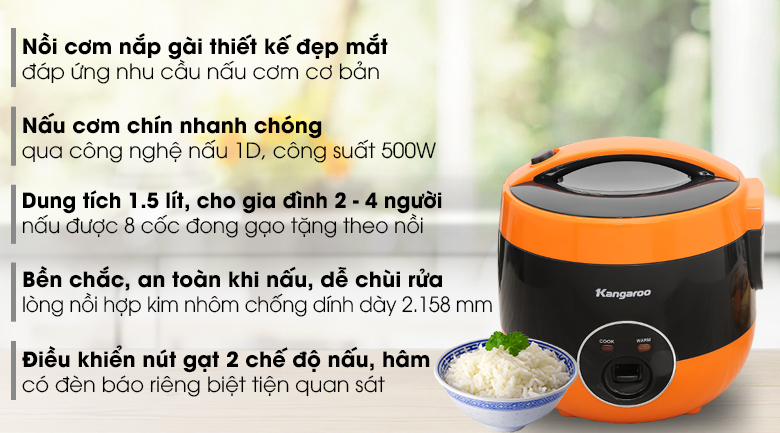 Nồi cơm nắp gài thiết kế đẹp mắt
đáp ứng nhu cầu nấu cơm cơ bản
Nấu cơm chín nhanh chóng
qua công nghệ nấu 1D, công suất 500W
Dung tích 1.5 lít, cho gia đình 2 - 4 người
nấu được 8 cốc đong gạo tặng theo nồi
Bền chắc, an toàn khi nấu, dễ chùi rửa
lòng nồi hợp kim nhôm chống dính dày 2.158 mm
Điều khiển nút gạt 2 chế độ nấu, hâm
có đèn báo riêng biệt tiện quan sát
Kangaroo
COOK WARM